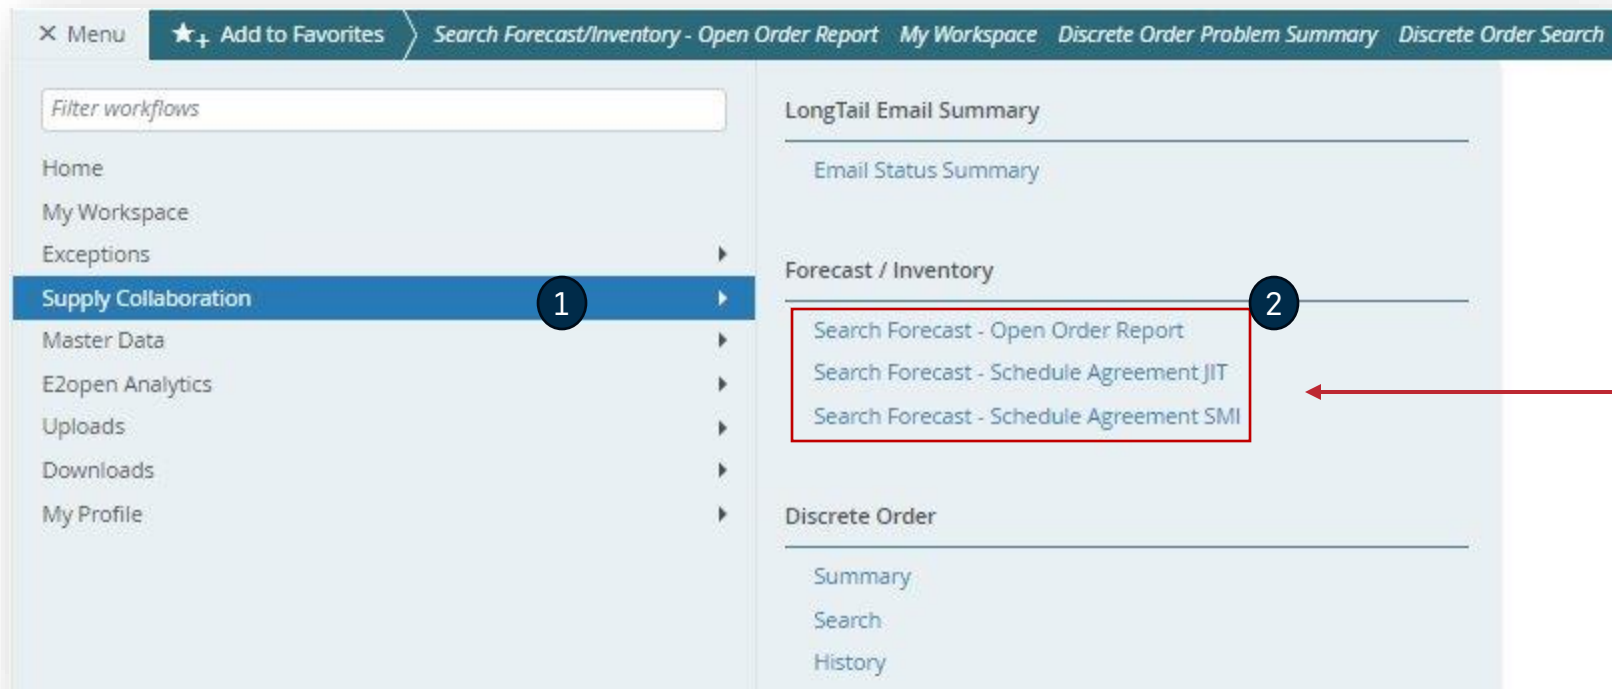 × Menu ★+ Add to Favorites Search Forecast/Inventory - Open Order Report My Workspace Discrete Order Problem Summary Discrete Order Search
Filter workflows
Home
My Workspace
Exceptions
Supply Collaboration 1
Master Data
E2open Analytics
Uploads
Downloads
My Profile
LongTail Email Summary
Email Status Summary
Forecast / Inventory
2
Search Forecast - Open Order Report
Search Forecast - Schedule Agreement JIT
Search Forecast - Schedule Agreement SMI
Discrete Order
Summary
Search
History